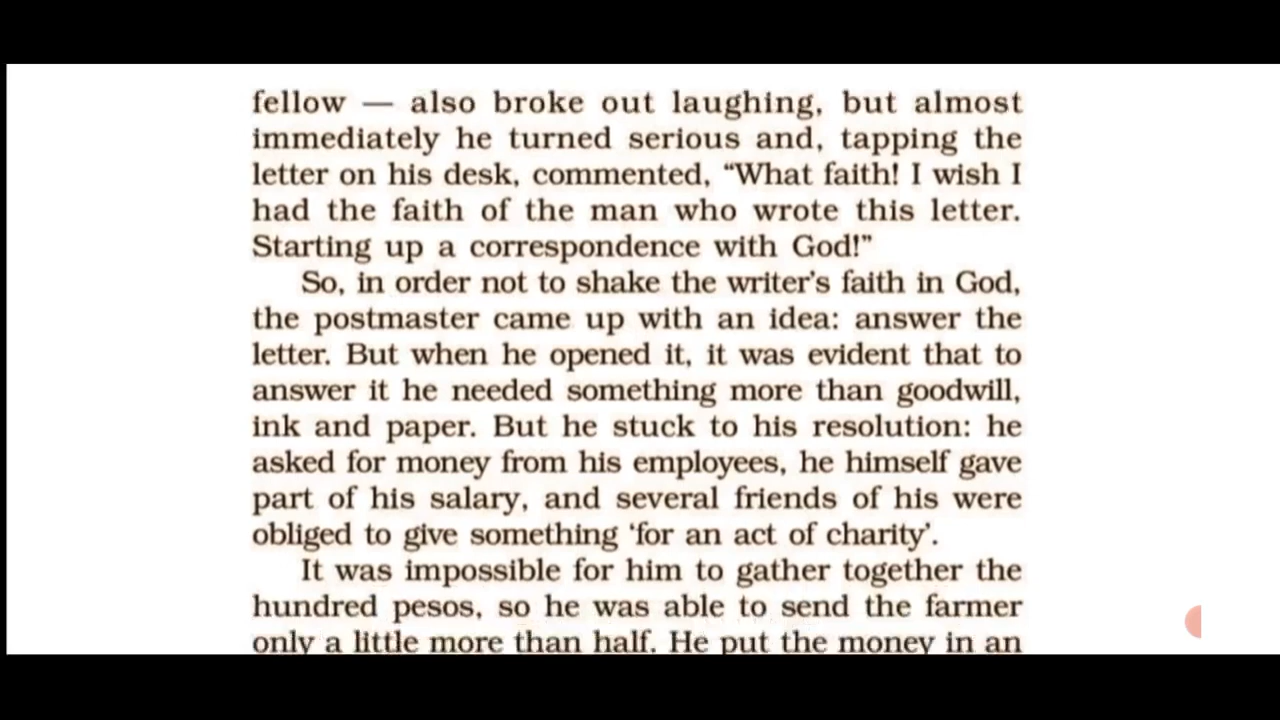 fellow — also broke out laughing, but almost
immediately he turned serious and, tapping the
letter on his desk, commented, “What faith! I wish I
had the faith of the man who wrote this letter.
Starting up a correspondence with God!”
So, in order not to shake the writer’s faith in God,
the postmaster came up with an idea: answer the
letter. But when he opened it, it was evident that to
answer it he needed something more than goodwill,
ink and paper. But he stuck to his resolution: he
asked for money from his employees, he himself gave
part of his salary, and several friends of his were
obliged to give something ‘for an act of charity’.
It was impossible for him to gather together the
hundred pesos, so he was able to send the farmer
only a little more than half. He put the money in an